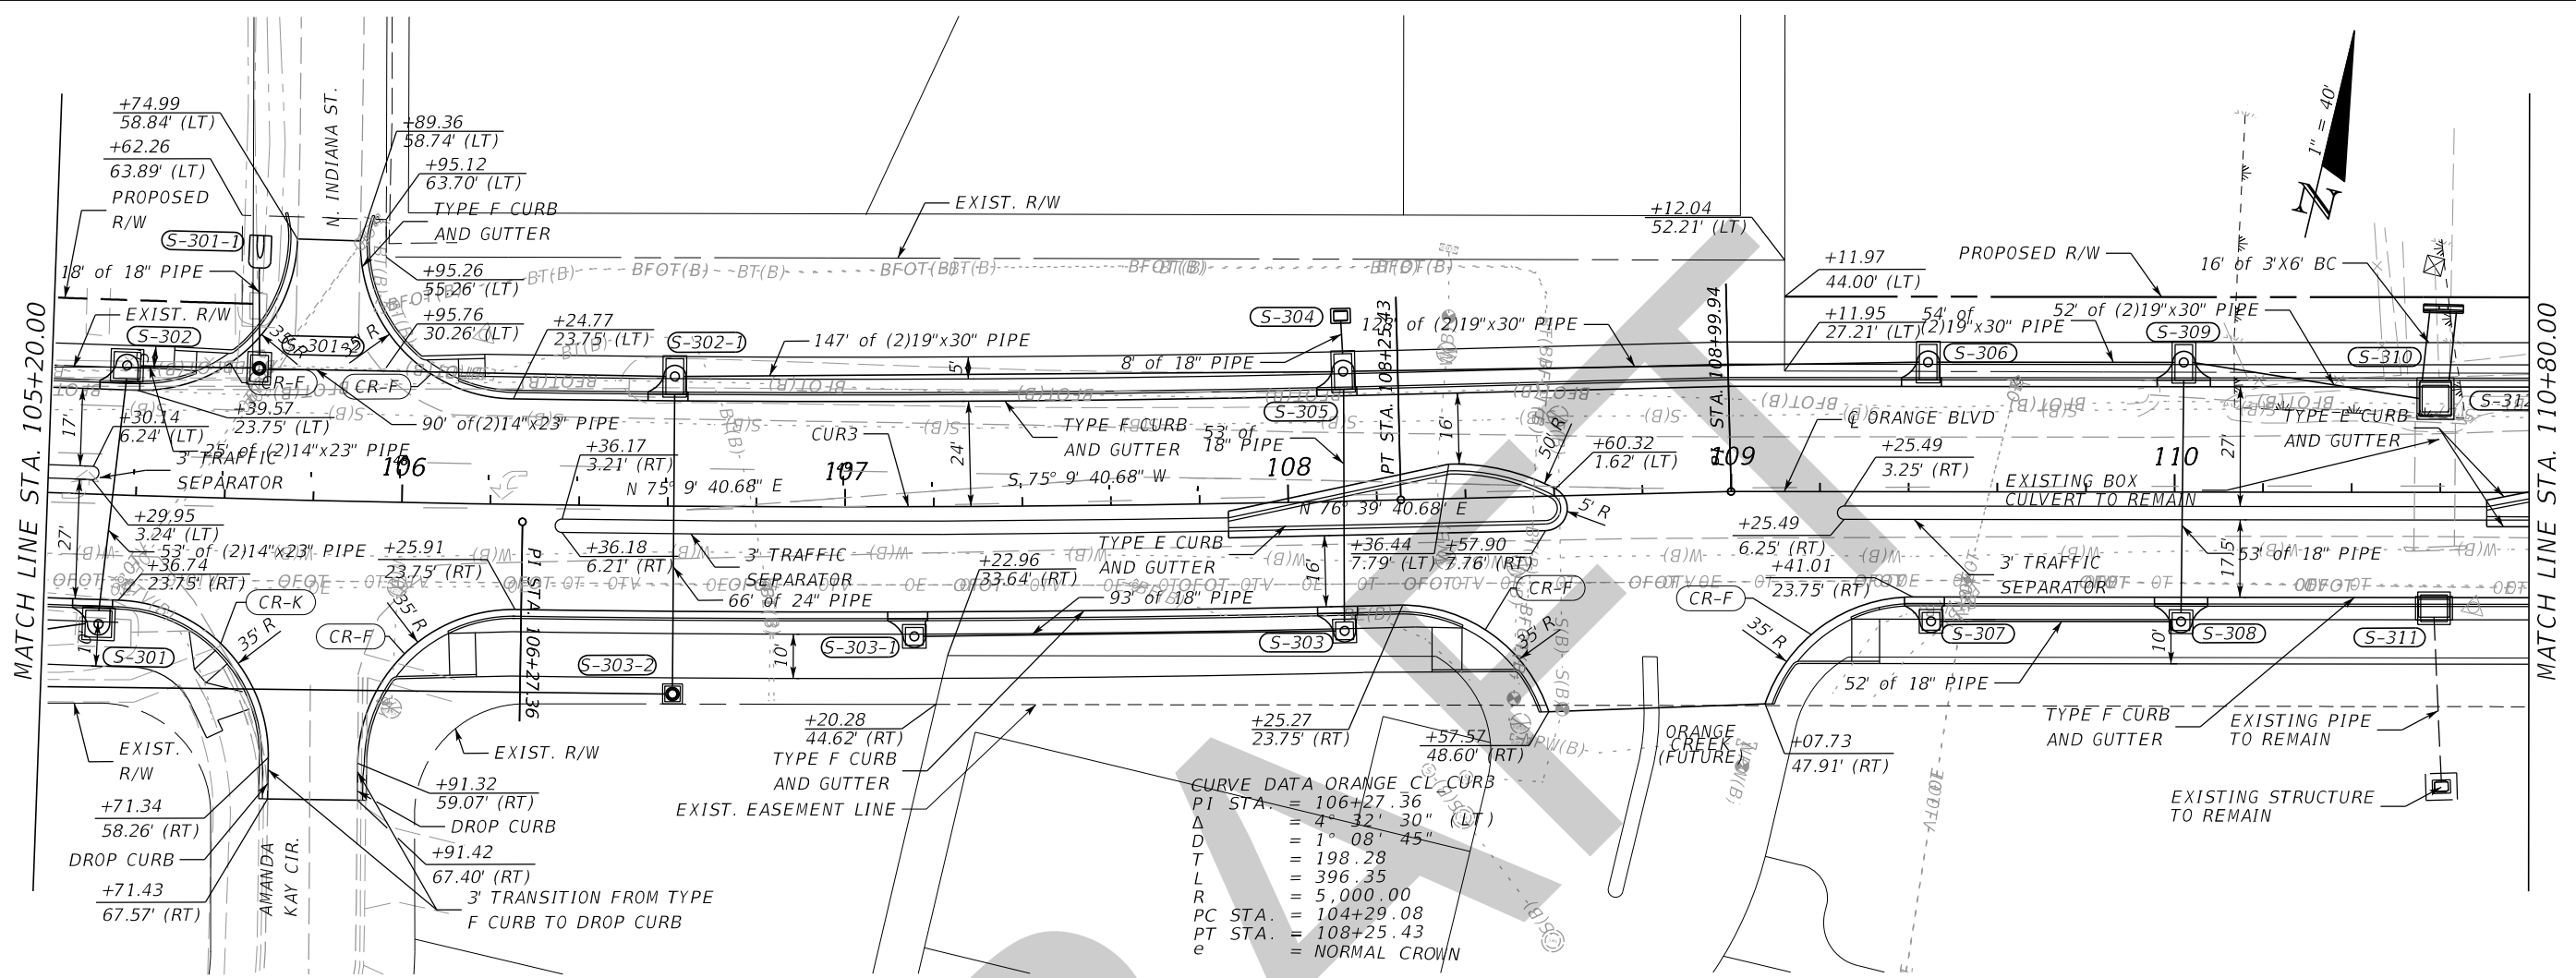 MATCH LINE STA. 105+20.00
+74.99
58.84' (LT)
+62.26
63.89' (LT)
PROPOSED
R/W
S-301-1
18' of 18" PIPE
EXIST. R/W
S-302
N. INDIANA ST.
+89.36
58.74' (LT)
+95.12
63.70' (LT)
TYPE F CURB
AND GUTTER
+95.26
55.26' (LT)
+95.76
30.26' (LT)
35' R
35' R
CR-F
CR-F
+24.77
23.75' (LT)
S-302-1
147' of (2)19"x30" PIPE
EXIST. R/W
5'
S-304
8' of 18" PIPE
S-305
128' of (2)19"x30" PIPE
PT STA. 108+25.43
STA. 108+99.94
+12.04
52.21' (LT)
+11.97
44.00' (LT)
+11.95
27.21' (LT)
54' of
(2)19"x30" PIPE
PROPOSED R/W
52' of (2)19"x30" PIPE
S-306
S-309
16' of 3'X6' BC
S-310
S-312
N
1" = 40'
17'
+30.14
6.24' (LT)
+39.57
23.75' (LT)
25' of (2)14"x23" PIPE
3' TRAFFIC
SEPARATOR
90' of(2)14"x23" PIPE
106
+36.17
3.21' (RT)
N 75° 9' 40.68" E
CUR3
107
24'
TYPE F CURB
AND GUTTER
S 75° 9' 40.68" W
53' of
18" PIPE
108
16'
50' R
+60.32
1.62' (LT)
109
℄ ORANGE BLVD
+25.49
3.25' (RT)
EXISTING BOX
CULVERT TO REMAIN
110
27'
TYPE E CURB
AND GUTTER
N 76° 39' 40.68' E
5' R
27'
+29.95
3.24' (LT)
53' of (2)14"x23" PIPE
+36.74
23.75' (RT)
+25.91
23.75' (RT)
PI STA. 106+27.36
+36.18
6.21' (RT)
3' TRAFFIC
SEPARATOR
66' of 24" PIPE
+22.96
33.64' (RT)
TYPE E CURB
AND GUTTER
93' of 18" PIPE
16'
+36.44
7.79' (LT)
+57.90
7.76' (RT)
+25.49
6.25' (RT)
+41.01
23.75' (RT)
3' TRAFFIC
SEPARATOR
53' of 18" PIPE
17.5'
CR-K
35' R
CR-F
35' R
S-301
S-303-2
10'
S-303-1
S-303
CR-F
35' R
CR-F
35' R
S-307
S-308
10'
S-311
52' of 18" PIPE
EXIST.
R/W
EXIST. R/W
+20.28
44.62' (RT)
TYPE F CURB
AND GUTTER
EXIST. EASEMENT LINE
+25.27
23.75' (RT)
+57.57
48.60' (RT)
ORANGE
CREEK
(FUTURE)
+07.73
47.91' (RT)
TYPE F CURB
AND GUTTER
EXISTING PIPE
TO REMAIN
EXISTING STRUCTURE
TO REMAIN
+71.34
58.26' (RT)
DROP CURB
+71.43
67.57' (RT)
AMANDA
KAY CIR.
+91.32
59.07' (RT)
DROP CURB
+91.42
67.40' (RT)
3' TRANSITION FROM TYPE
F CURB TO DROP CURB
CURVE DATA ORANGE_CL_CUR3
PI STA. = 106+27.36
Δ = 4° 32' 30" (LT)
D = 1° 08' 45"
T = 198.28
L = 396.35
R = 5,000.00
PC STA. = 104+29.08
PT STA. = 108+25.43
e = NORMAL CROWN
MATCH LINE STA. 110+80.00